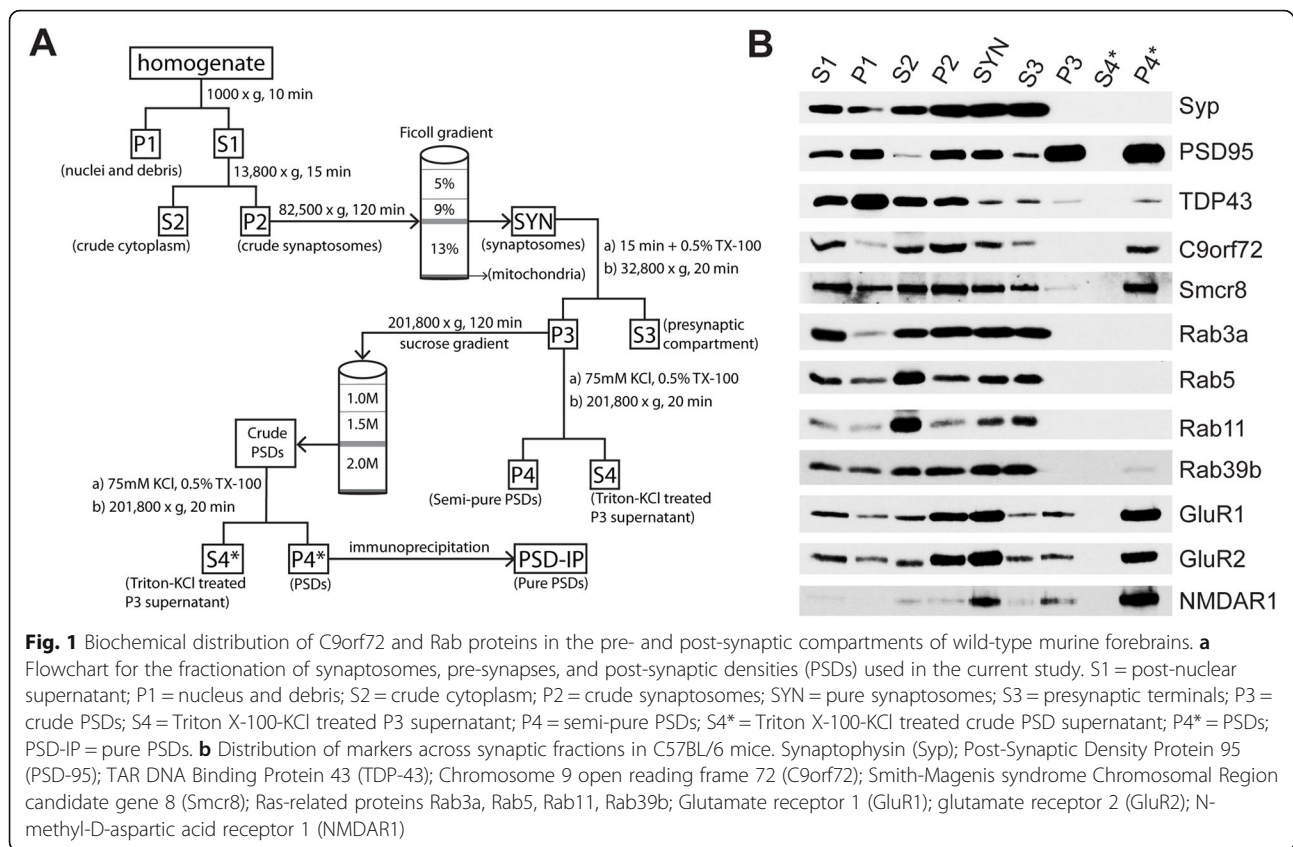 A
homogenate
1000 x g, 10 min
P1
S1
(nuclei and debris)
13,800 x g, 15 min
S2
P2
(crude cytoplasm)
(crude synaptosomes)
82,500 x g, 120 min
Ficoll gradient
5%
9%
13%
(mitochondria)
SYN
(synaptosomes)
a) 15 min + 0.5% TX-100
b) 32,800 x g, 20 min
P3
S3
(presynaptic
compartment)
201,800 x g, 120 min
sucrose gradient
1.0M
1.5M
2.0M
a) 75mM KCl, 0.5% TX-100
b) 201,800 x g, 20 min
P4
S4
(Semi-pure PSDs)
(Triton-KCl treated
P3 supernatant)
Crude
PSDs
a) 75mM KCl, 0.5% TX-100
b) 201,800 x g, 20 min
S4*
P4*
(Triton-KCl treated
P3 supernatant)
(PSDs)
immunoprecipitation
PSD-IP
(Pure PSDs)
B
S1 P1 S2 P2 SYN S3 P3 S4* P4*
Syp
PSD95
TDP43
C9orf72
Smcr8
Rab3a
Rab5
Rab11
Rab39b
GluR1
GluR2
NMDAR1
Fig. 1 Biochemical distribution of C9orf72 and Rab proteins in the pre- and post-synaptic compartments of wild-type murine forebrains. a
Flowchart for the fractionation of synaptosomes, pre-synapses, and post-synaptic densities (PSDs) used in the current study. S1 = post-nuclear
supernatant; P1 = nucleus and debris; S2 = crude cytoplasm; P2 = crude synaptosomes; SYN = pure synaptosomes; S3 = presynaptic terminals; P3 =
crude PSDs; S4 = Triton X-100-KCl treated P3 supernatant; P4 = semi-pure PSDs; S4* = Triton X-100-KCl treated crude PSD supernatant; P4* = PSDs;
PSD-IP = pure PSDs. b Distribution of markers across synaptic fractions in C57BL/6 mice. Synaptophysin (Syp); Post-Synaptic Density Protein 95
(PSD-95); TAR DNA Binding Protein 43 (TDP-43); Chromosome 9 open reading frame 72 (C9orf72); Smith-Magenis syndrome Chromosomal Region
candidate gene 8 (Smcr8); Ras-related proteins Rab3a, Rab5, Rab11, Rab39b; Glutamate receptor 1 (GluR1); glutamate receptor 2 (GluR2); N-
methyl-D-aspartic acid receptor 1 (NMDAR1)